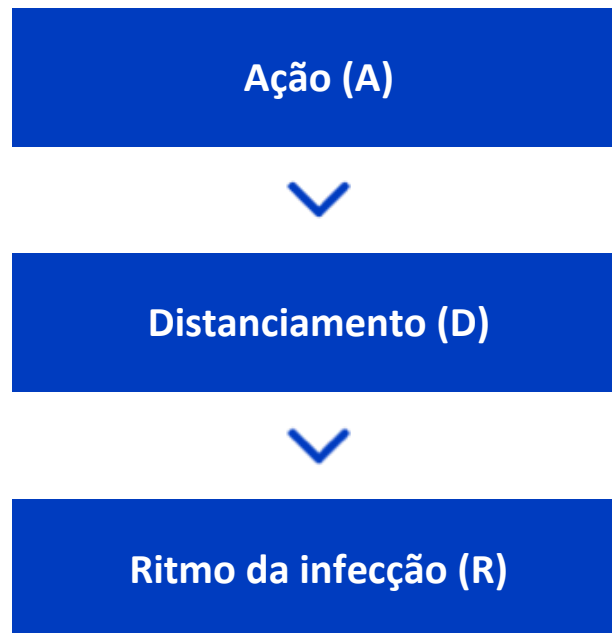 Ação (A)
Distanciamento (D)
Ritmo da infecção (R)